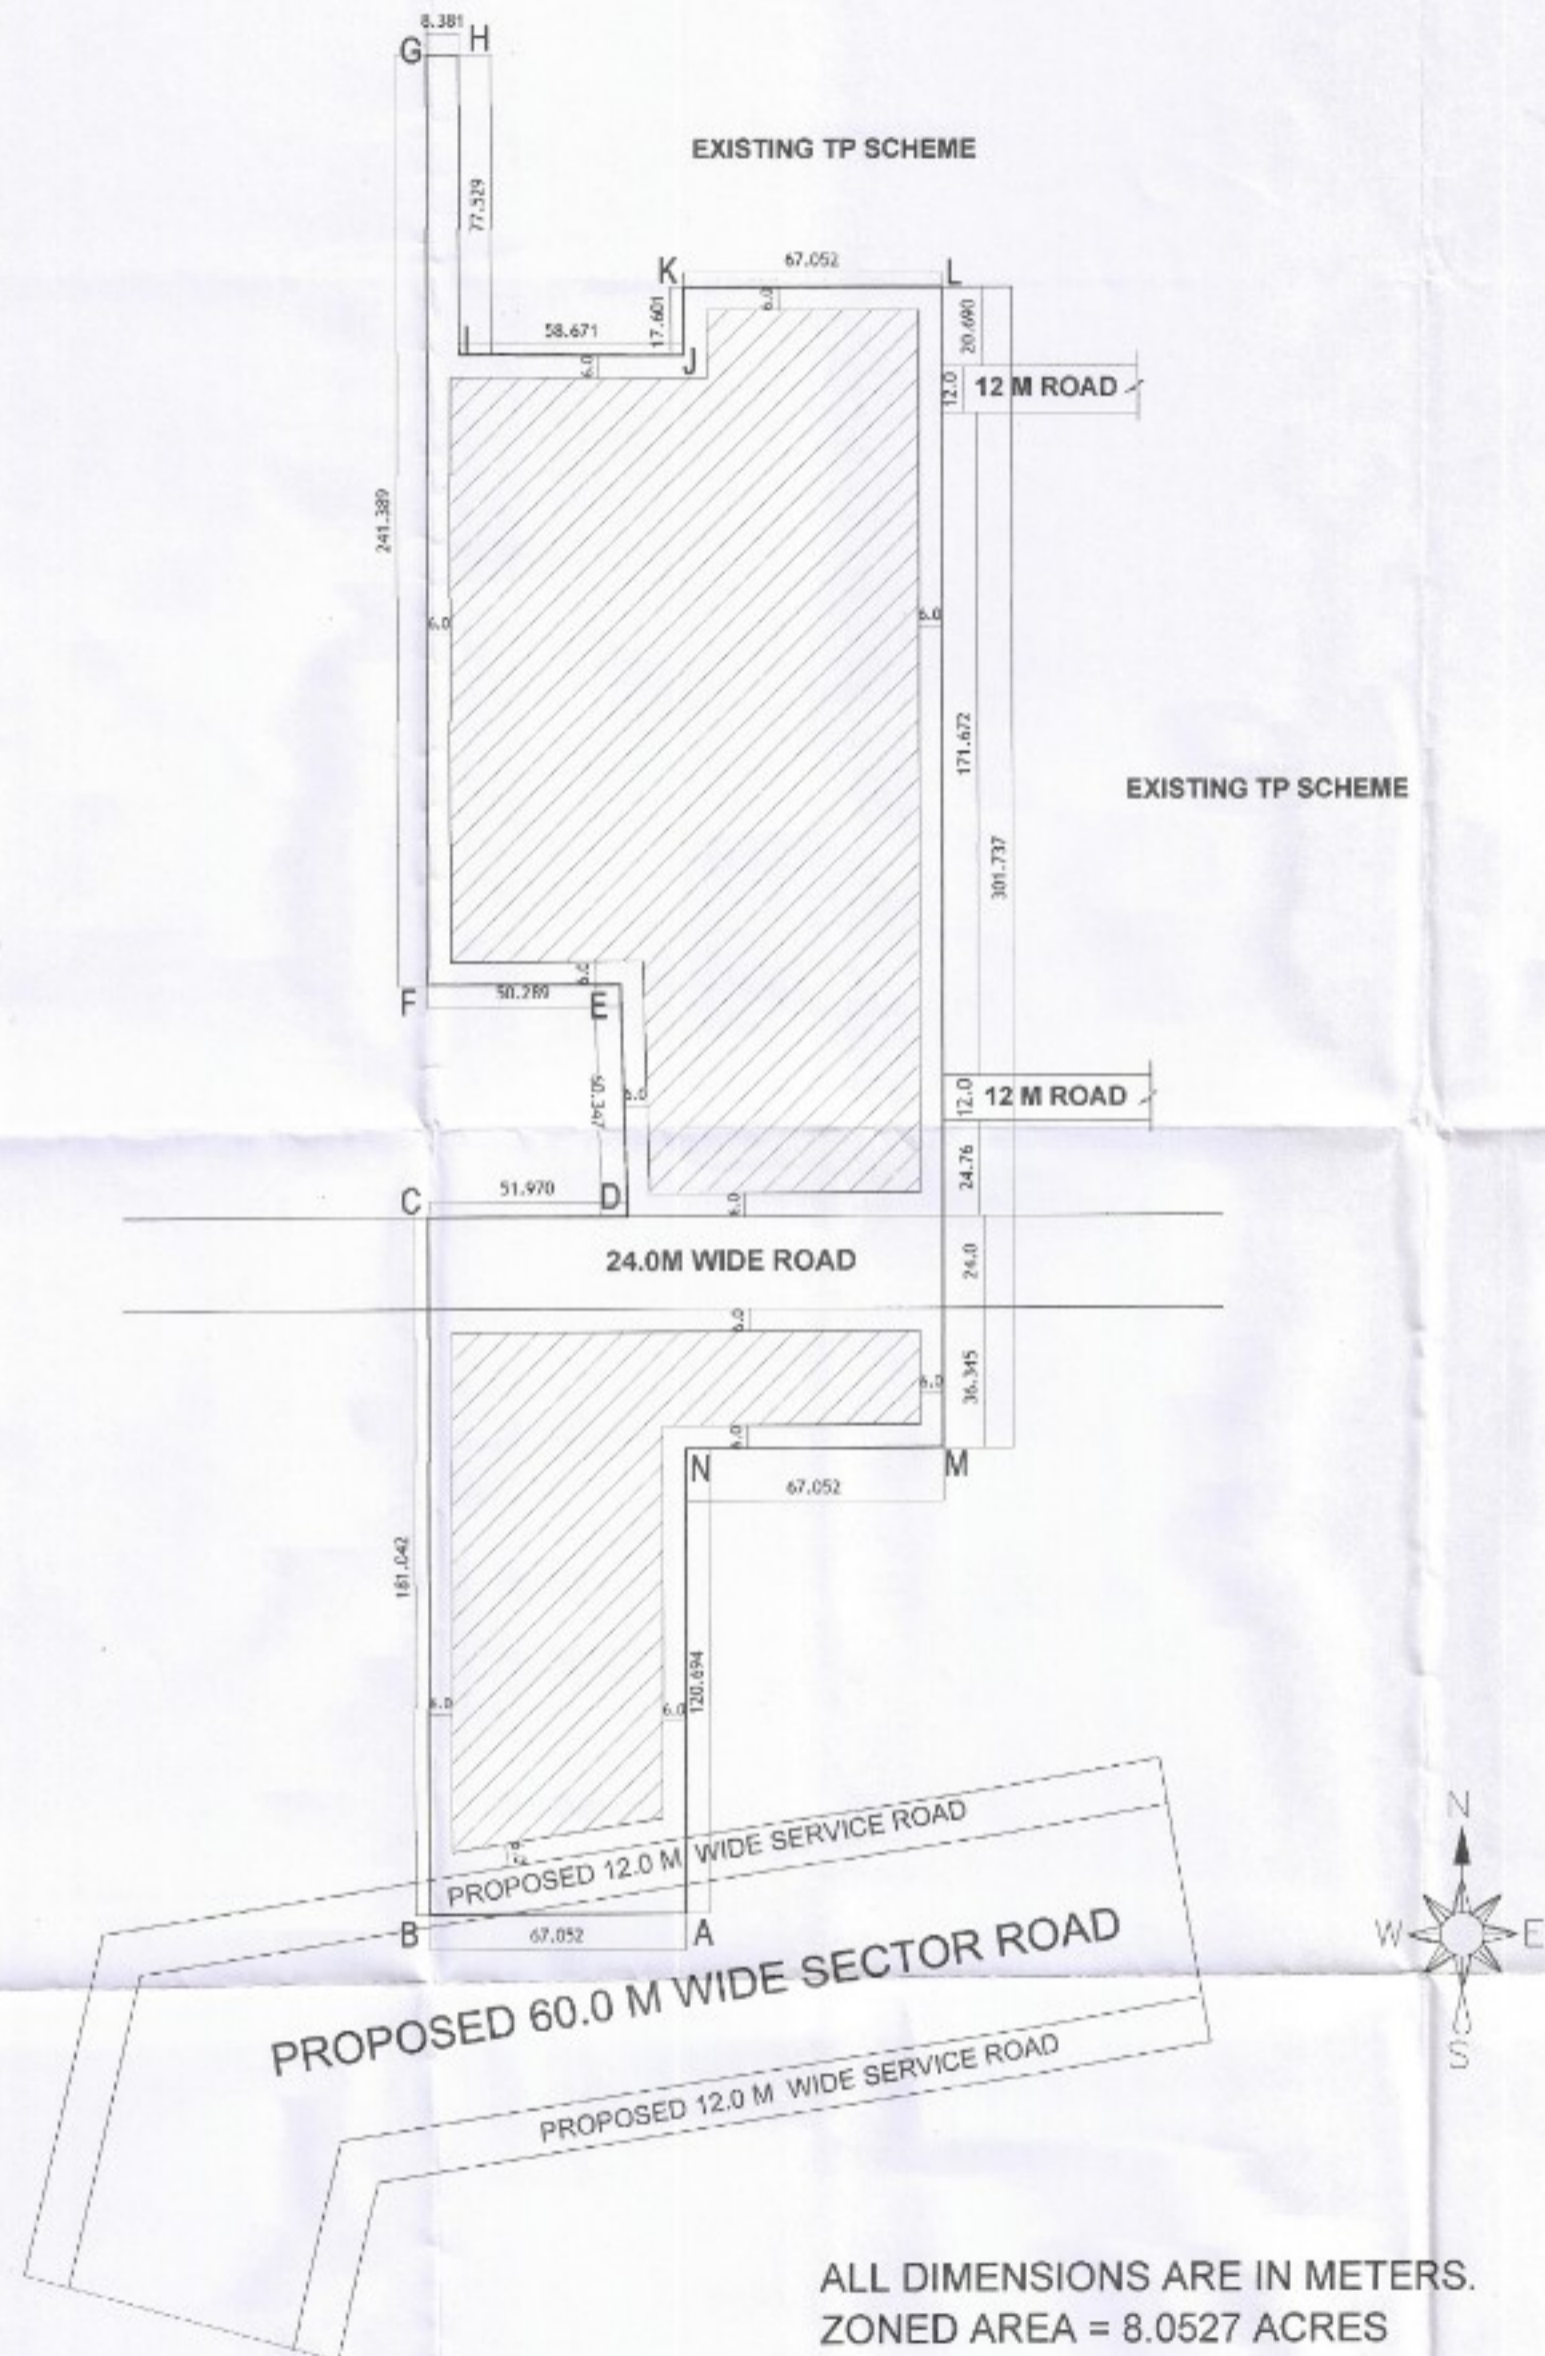 8.381
G H
EXISTING TP SCHEME
77.529
K 67.052 L
17.601
6.0
20.690
58.671
I
J
6.0
12.0
12 M ROAD
241.389
6.0
6.0
171.672
EXISTING TP SCHEME
301.737
6.0
F 50.289 E
60.347
6.0
12.0
12 M ROAD
24.76
C 51.970 D
6.0
24.0M WIDE ROAD
24.0
6.0
36.345
6.0
6.0
N M
67.052
181.042
120.694
6.0
6.0
PROPOSED 12.0 M WIDE SERVICE ROAD
B 67.052 A
PROPOSED 60.0 M WIDE SECTOR ROAD
PROPOSED 12.0 M WIDE SERVICE ROAD
N
W E
S
ALL DIMENSIONS ARE IN METERS.
ZONED AREA = 8.0527 ACRES